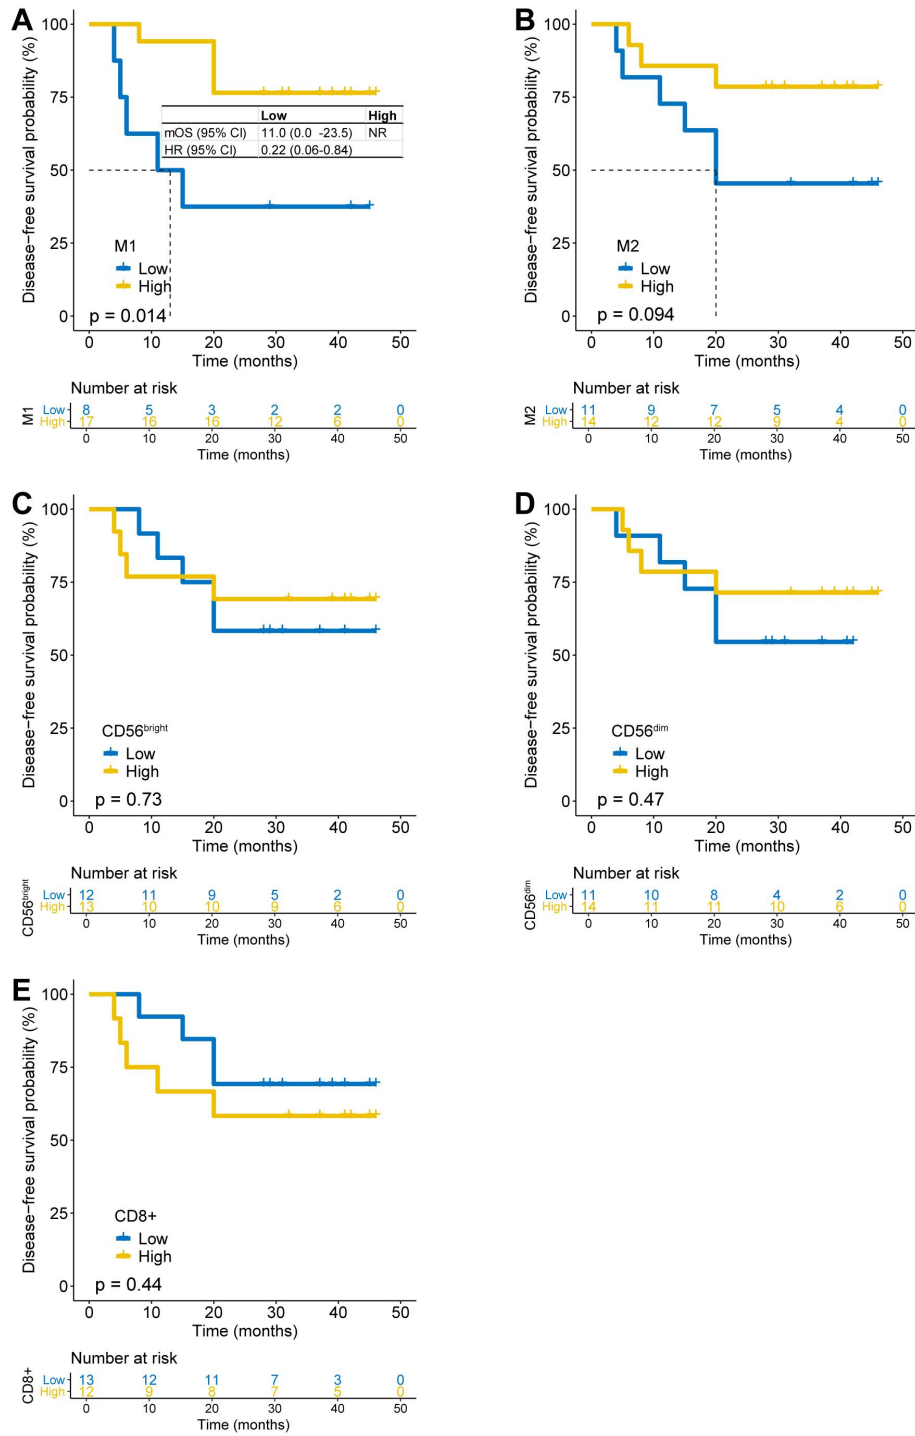 A
Disease−free survival probability (%)
100
75
50
25
0
Low High
mOS (95% CI) 11.0 (0.0 -23.5) NR
HR (95% CI) 0.22 (0.06-0.84)
M1
Low
High
p = 0.014
0 10 20 30 40 50
Time (months)
Number at risk
M1
Low 8 5 3 2 2 0
High 17 16 16 12 6 0
0 10 20 30 40 50
Time (months)
B
Disease−free survival probability (%)
100
75
50
25
0
M2
Low
High
p = 0.094
0 10 20 30 40 50
Time (months)
Number at risk
M2
Low 11 9 7 5 4 0
High 14 12 12 9 4 0
0 10 20 30 40 50
Time (months)
C
Disease−free survival probability (%)
100
75
50
25
0
CD56bright
Low
High
p = 0.73
0 10 20 30 40 50
Time (months)
Number at risk
CD56bright
Low 12 11 9 5 2 0
High 13 10 10 9 6 0
0 10 20 30 40 50
Time (months)
D
Disease−free survival probability (%)
100
75
50
25
0
CD56dim
Low
High
p = 0.47
0 10 20 30 40 50
Time (months)
Number at risk
CD56dim
Low 11 10 8 4 2 0
High 14 11 11 10 6 0
0 10 20 30 40 50
Time (months)
E
Disease−free survival probability (%)
100
75
50
25
0
CD8+
Low
High
p = 0.44
0 10 20 30 40 50
Time (months)
Number at risk
CD8+
Low 13 12 11 7 3 0
High 12 9 8 7 5 0
0 10 20 30 40 50
Time (months)